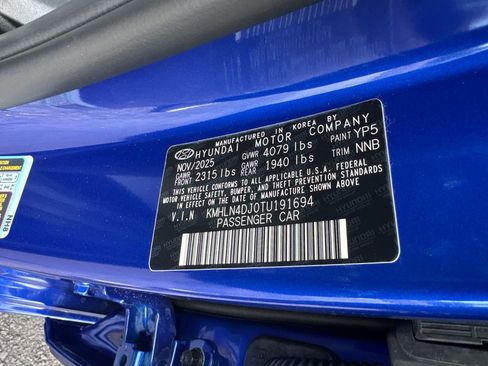 MANUFACTURED IN KOREA BY
HYUNDAI MOTOR COMPANY
NOV/2025 GVWR 4079 lbs PAINT YP5
GAWR FRONT 2315 lbs GAWR REAR 1940 lbs TRIM NNB
THIS VEHICLE CONFORMS TO ALL APPLICABLE U.S.A. FEDERAL
MOTOR VEHICLE SAFETY, BUMPER, AND THEFT PREVENTION
STANDARDS IN EFFECT ON THE DATE OF MANUFACTURE SHOWN ABOVE.
V.I.N KMHLN4DJ0TU191694
PASSENGER CAR
NH8